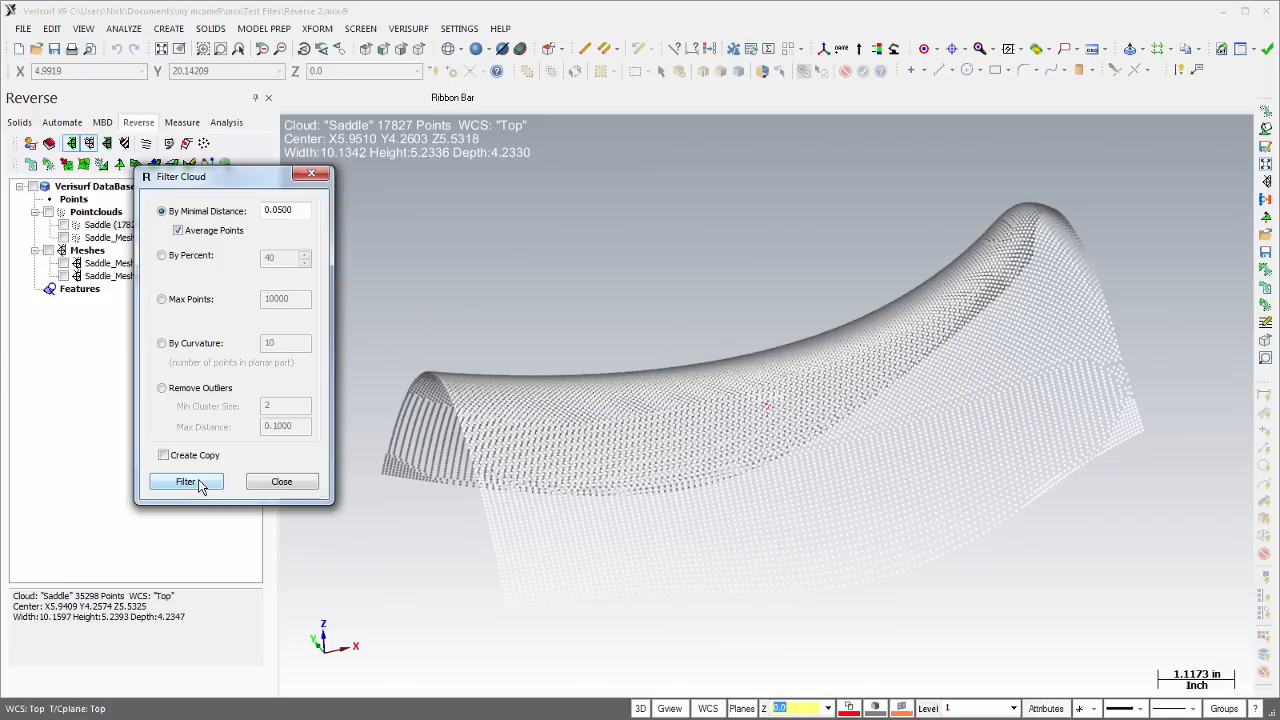 Verisurf X9 C:\Users\Nick\Documents\my mcamx9\mcx\Test Files\Reverse 2.mcx-9
FILE EDIT VIEW ANALYZE CREATE SOLIDS MODEL PREP XFORM SCREEN VERISURF SETTINGS HELP
NAME
X 4.9918 Y 20.14209 Z 0.0
Reverse
Ribbon Bar
Solids Automate MBD Reverse Measure Analysis
Cloud: "Saddle" 17827 Points WCS: "Top"
Center: X5.9510 Y4.2603 Z5.5318
Width:10.1342 Height:5.2336 Depth:4.2330
Verisurf DataBase
Points
Pointclouds
Saddle (178
Saddle_Mesh
Meshes
Saddle_Mesh
Saddle_Mesh
Features
Filter Cloud
By Minimal Distance: 0.0500
Average Points
By Percent: 40
Max Points: 10000
By Curvature: 10
(number of points in planar part)
Remove Outliers
Min Cluster Size: 2
Max Distance: 0.1000
Create Copy
Filter Close
Cloud: "Saddle" 35298 Points WCS: "Top"
Center: X5.9409 Y4.2574 Z5.5325
Width:10.1597 Height:5.2393 Depth:4.2347
Z
Y
X
1.1173 in
Inch
WCS: Top T/Cplane: Top
3D Gview WCS Planes Z 0.0 Level 1 Attributes Groups ?